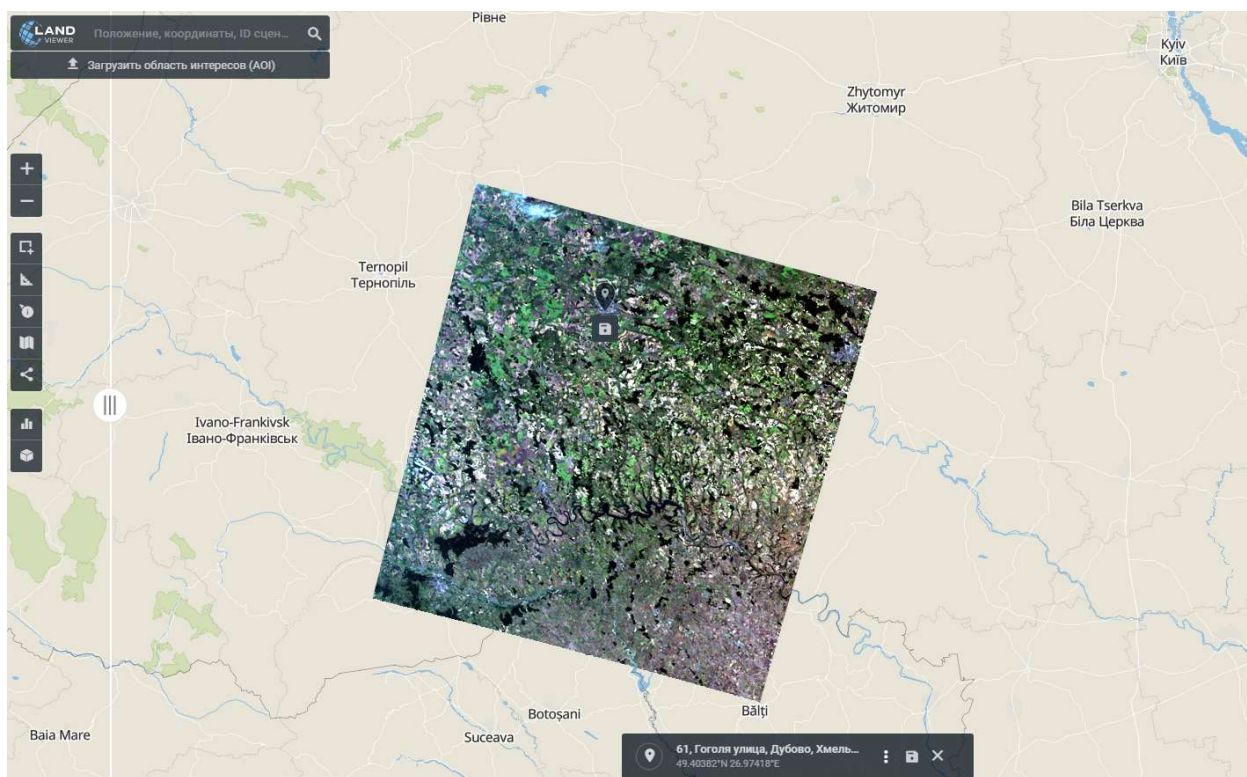 Рівне
LAND
VIEWER
Положение, координаты, ID сцен...
Загрузить область интересов (AOI)
Kyiv
Київ
Zhytomyr
Житомир
Bila Tserkva
Біла Церква
Ternopil
Тернопіль
Ivano-Frankivsk
Івано-Франківськ
Botoșani
Bălți
Suceava
Baia Mare
61, Гоголя улица, Дубово, Хмель...
49.40382°N 26.97418°E